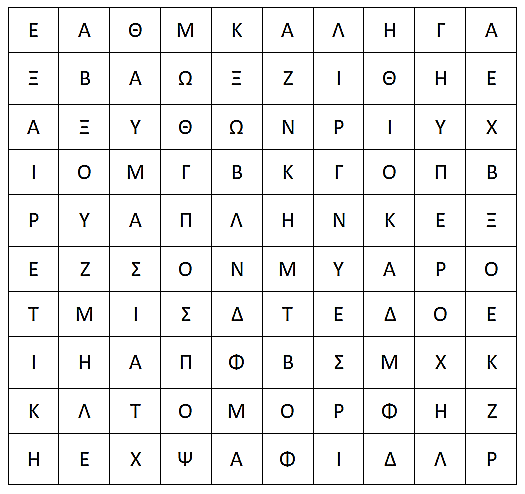 Ε Α Θ Μ Κ Α Λ Η Γ Α
Ξ Β Α Ω Ξ Ζ Ι Θ Η Ε
Α Ξ Υ Θ Ω Ν Ρ Ι Υ Χ
Ι Ο Μ Γ Β Κ Γ Ο Π Β
Ρ Υ Α Π Λ Η Ν Κ Ε Ξ
Ε Ζ Σ Ο Ν Μ Υ Α Ρ Ο
Τ Μ Ι Σ Δ Τ Ε Δ Ο Ε
Ι Η Α Π Φ Β Σ Μ Χ Κ
Κ Λ Τ Ο Μ Ο Ρ Φ Η Ζ
Η Ε Χ Ψ Α Φ Ι Δ Λ Ρ